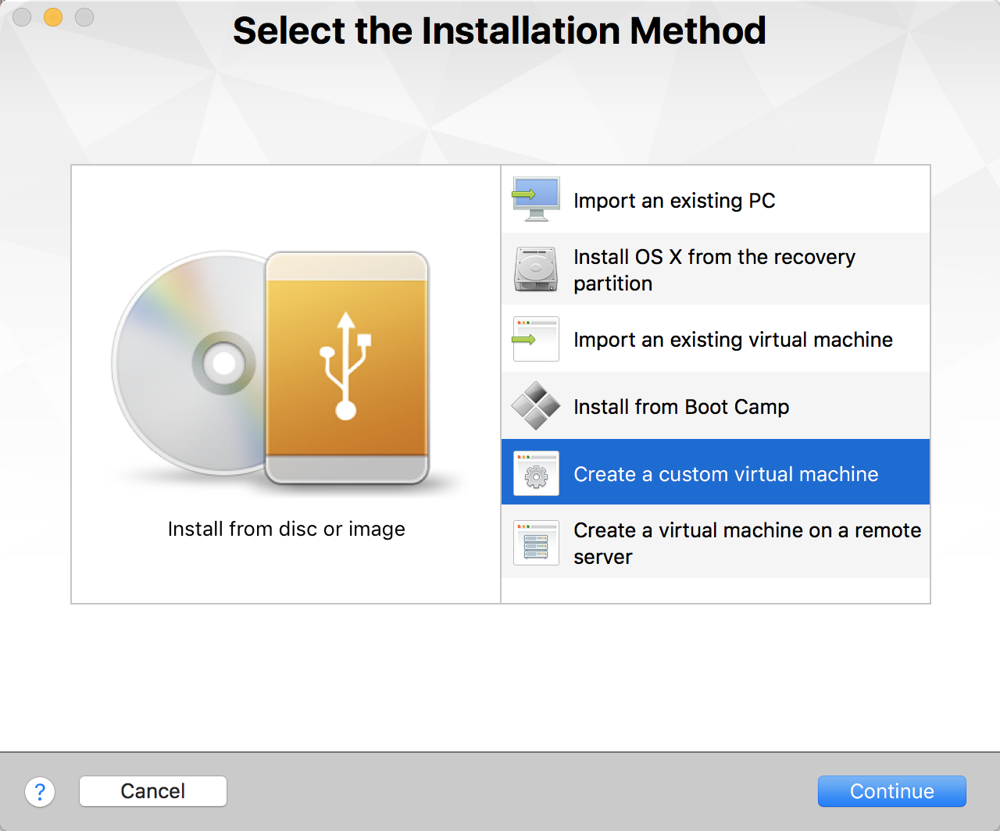 Select the Installation Method
Install from disc or image
Import an existing PC
Install OS X from the recovery
partition
Import an existing virtual machine
Install from Boot Camp
Create a custom virtual machine
Create a virtual machine on a remote
server
?
Cancel
Continue